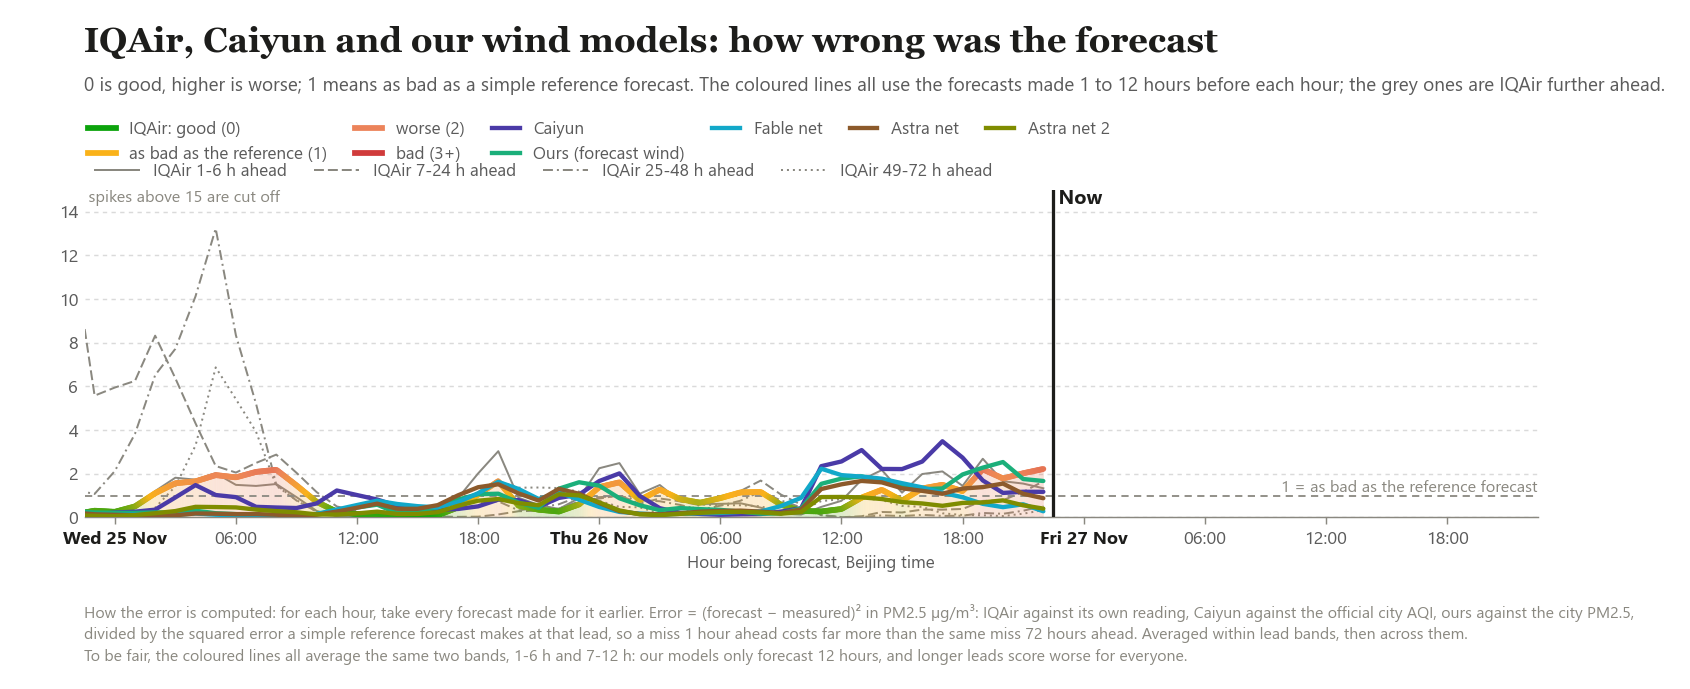 IQAir, Caiyun and our wind models: how wrong was the forecast
0 is good, higher is worse; 1 means as bad as a simple reference forecast. The coloured lines all use the forecasts made 1 to 12 hours before each hour; the grey ones are IQAir further ahead.
IQAir: good (0) worse (2) Caiyun Fable net Astra net Astra net 2
as bad as the reference (1) bad (3+) Ours (forecast wind)
IQAir 1-6 h ahead IQAir 7-24 h ahead IQAir 25-48 h ahead IQAir 49-72 h ahead
spikes above 15 are cut off
Now
14
12
10
8
6
4
2
1 = as bad as the reference forecast
0
Wed 25 Nov 06:00 12:00 18:00 Thu 26 Nov 06:00 12:00 18:00 Fri 27 Nov 06:00 12:00 18:00
Hour being forecast, Beijing time
How the error is computed: for each hour, take every forecast made for it earlier. Error = (forecast − measured)² in PM2.5 µg/m³: IQAir against its own reading, Caiyun against the official city AQI, ours against the city PM2.5,
divided by the squared error a simple reference forecast makes at that lead, so a miss 1 hour ahead costs far more than the same miss 72 hours ahead. Averaged within lead bands, then across them.
To be fair, the coloured lines all average the same two bands, 1-6 h and 7-12 h: our models only forecast 12 hours, and longer leads score worse for everyone.